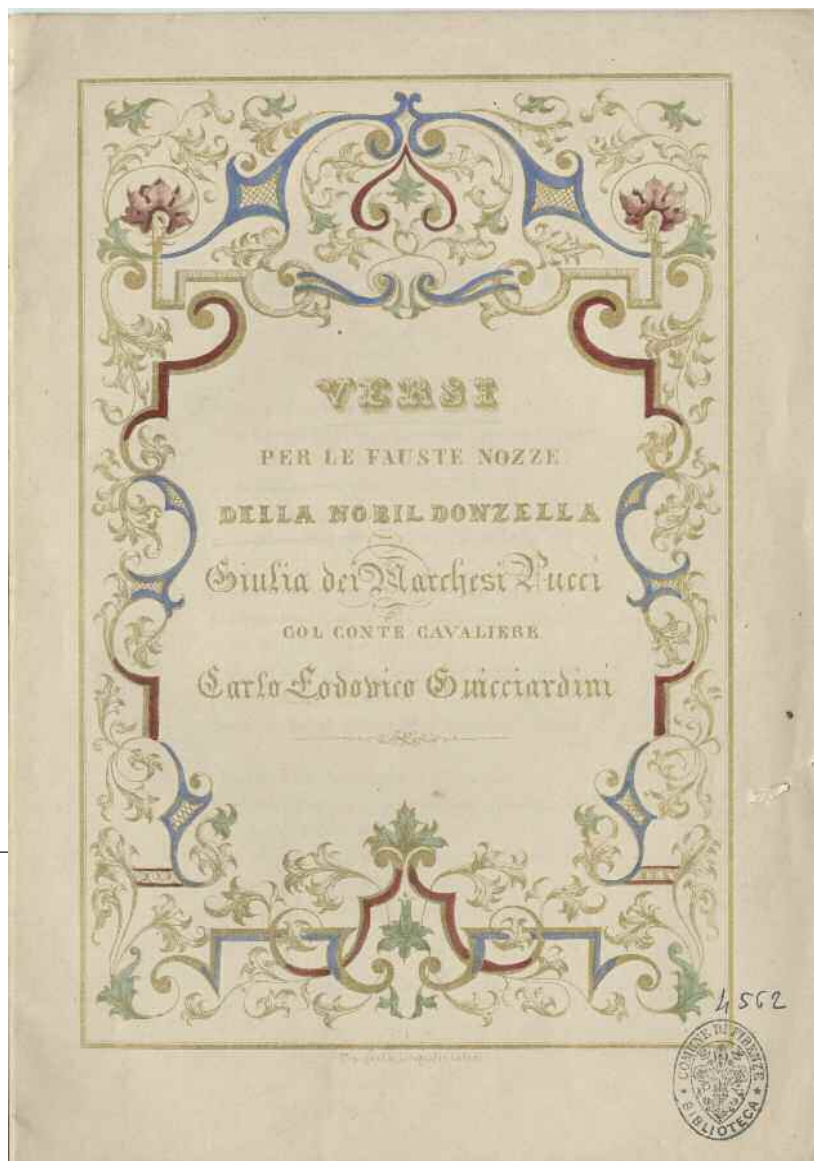 VERSI
PER LE FAUSTE NOZZE
DELLA NOBIL DONZELLA
Giulia dei Marchesi Pucci
COL CONTE CAVALIERE
Carlo Lodovico Guicciardini
4562
COMUNE DI FIRENZE
BIBLIOTECA